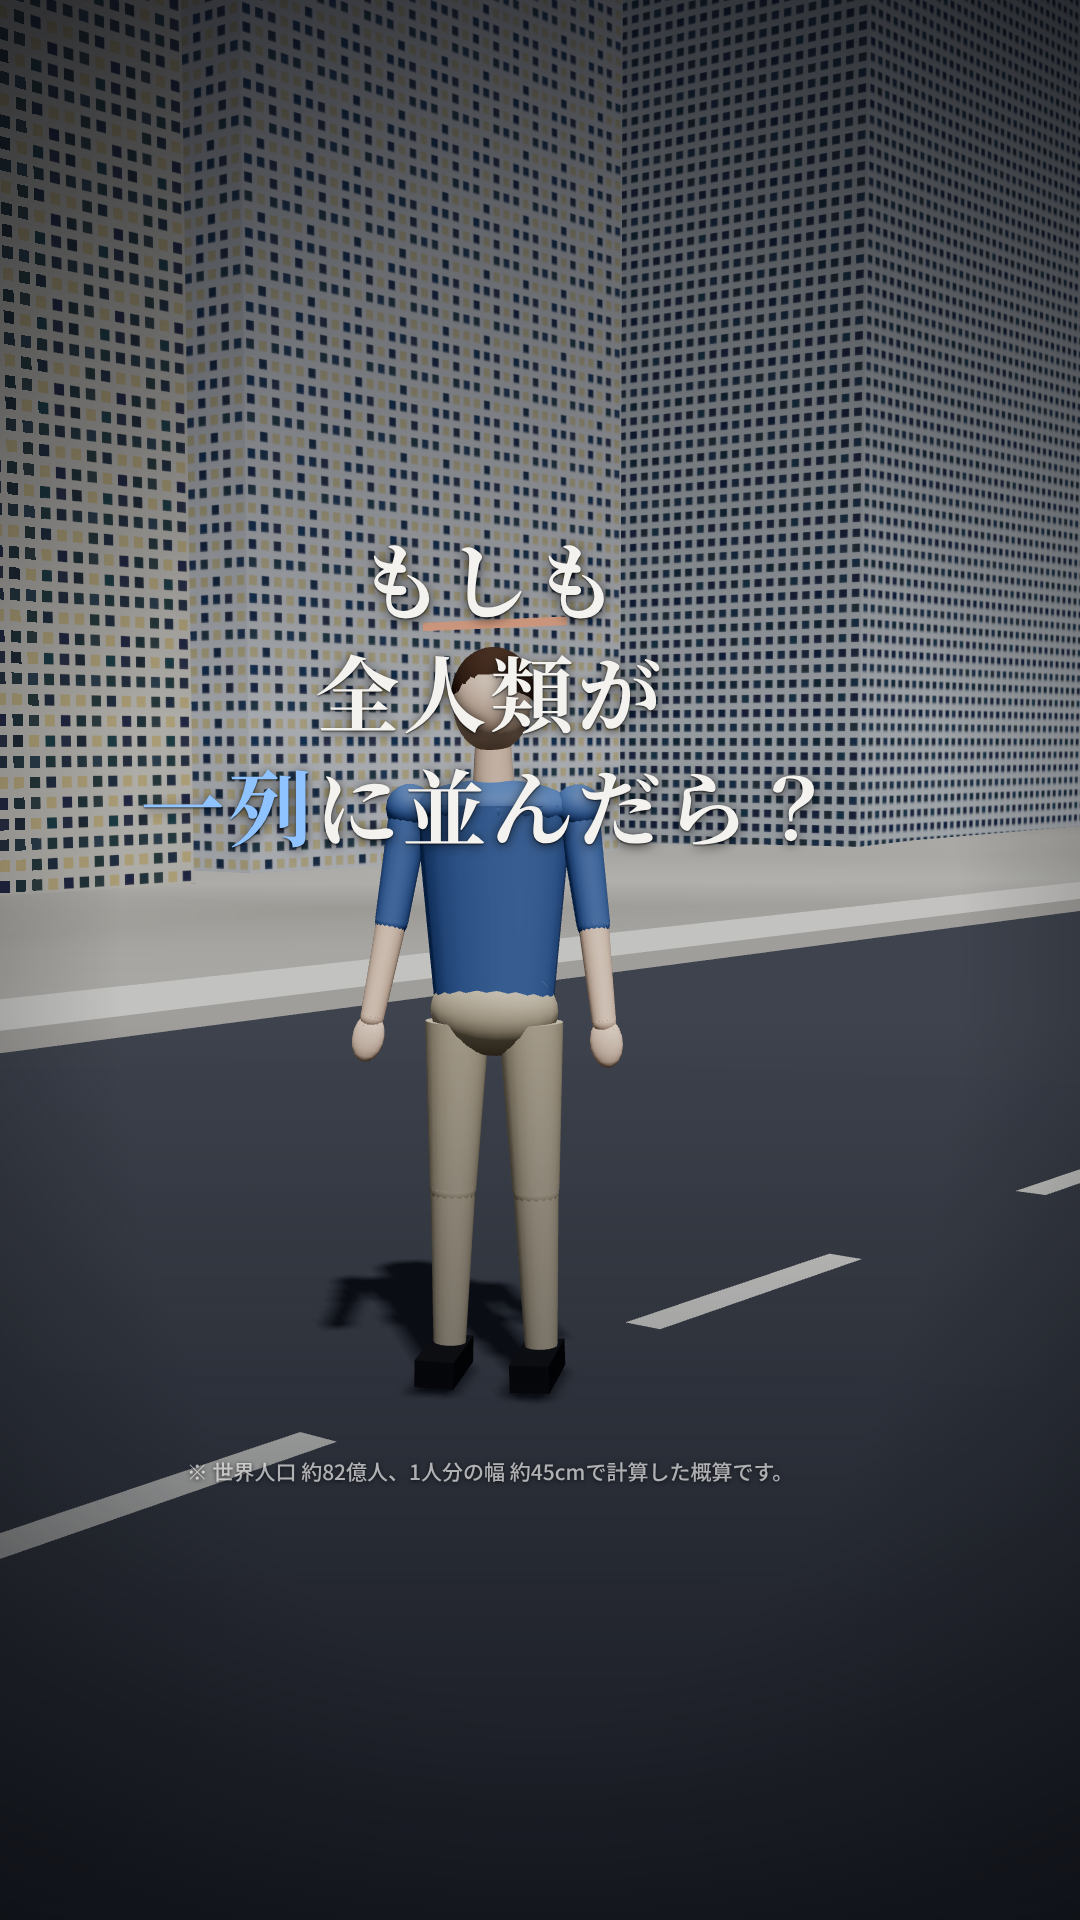 もしも
全人類が
一列に並んだら？
※ 世界人口 約82億人、1人分の幅 約45cmで計算した概算です。